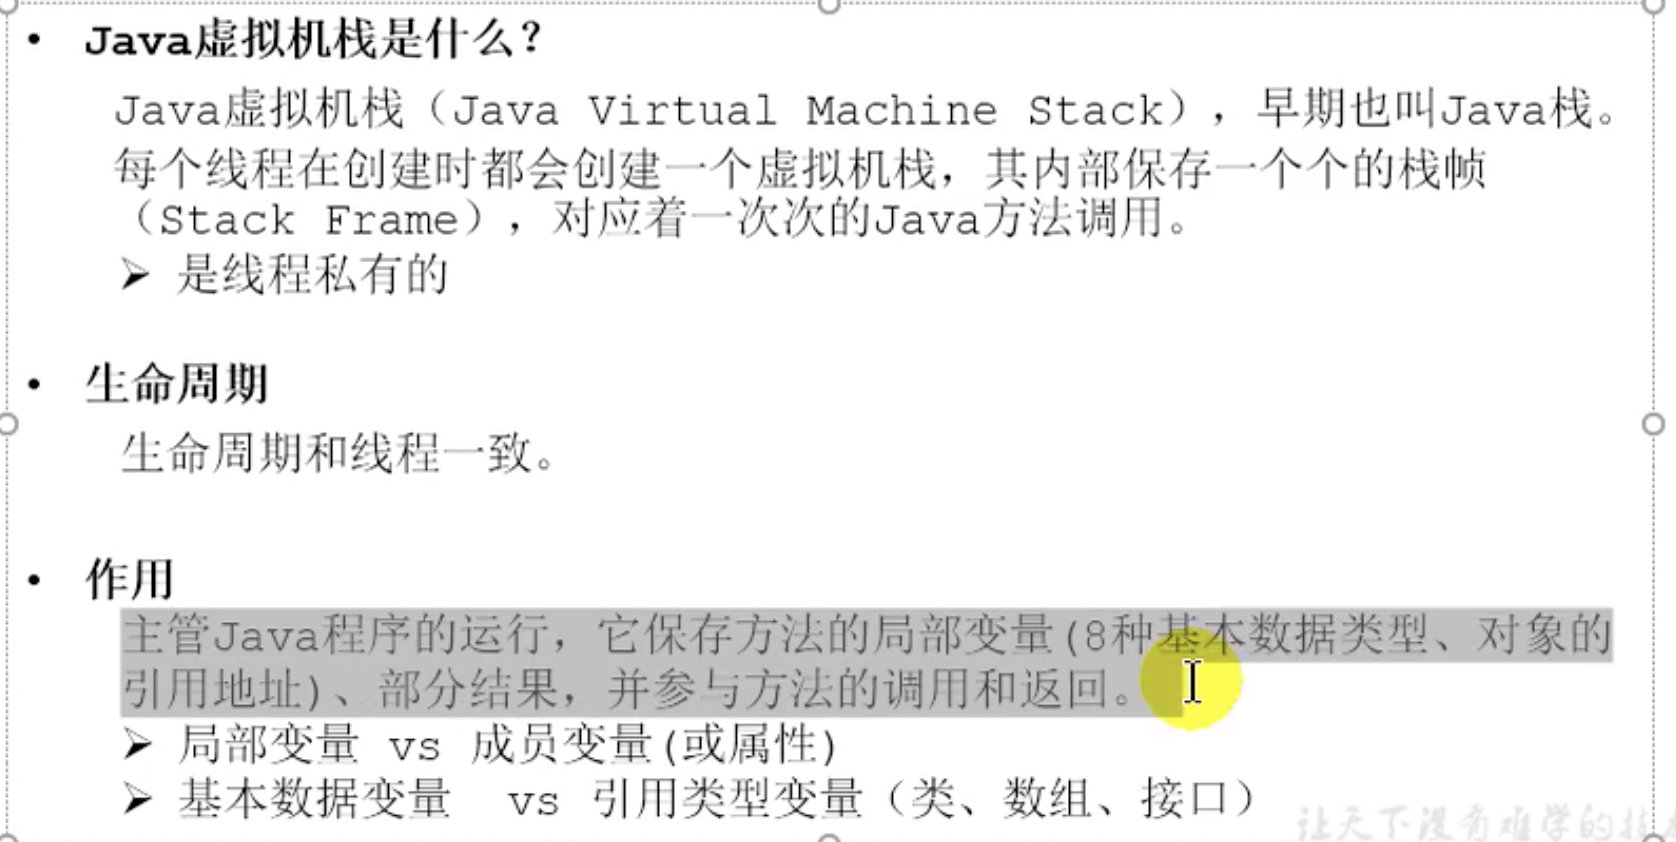 • Java虚拟机栈是什么？
Java虚拟机栈（Java Virtual Machine Stack），早期也叫Java栈。
每个线程在创建时都会创建一个虚拟机栈，其内部保存一个个的栈帧
（Stack Frame），对应着一次次的Java方法调用。
➢ 是线程私有的
• 生命周期
生命周期和线程一致。
• 作用
主管Java程序的运行，它保存方法的局部变量(8种基本数据类型、对象的
引用地址)、部分结果，并参与方法的调用和返回。
➢ 局部变量 vs 成员变量(或属性)
➢ 基本数据变量 vs 引用类型变量（类、数组、接口）
让天下没有难学的技